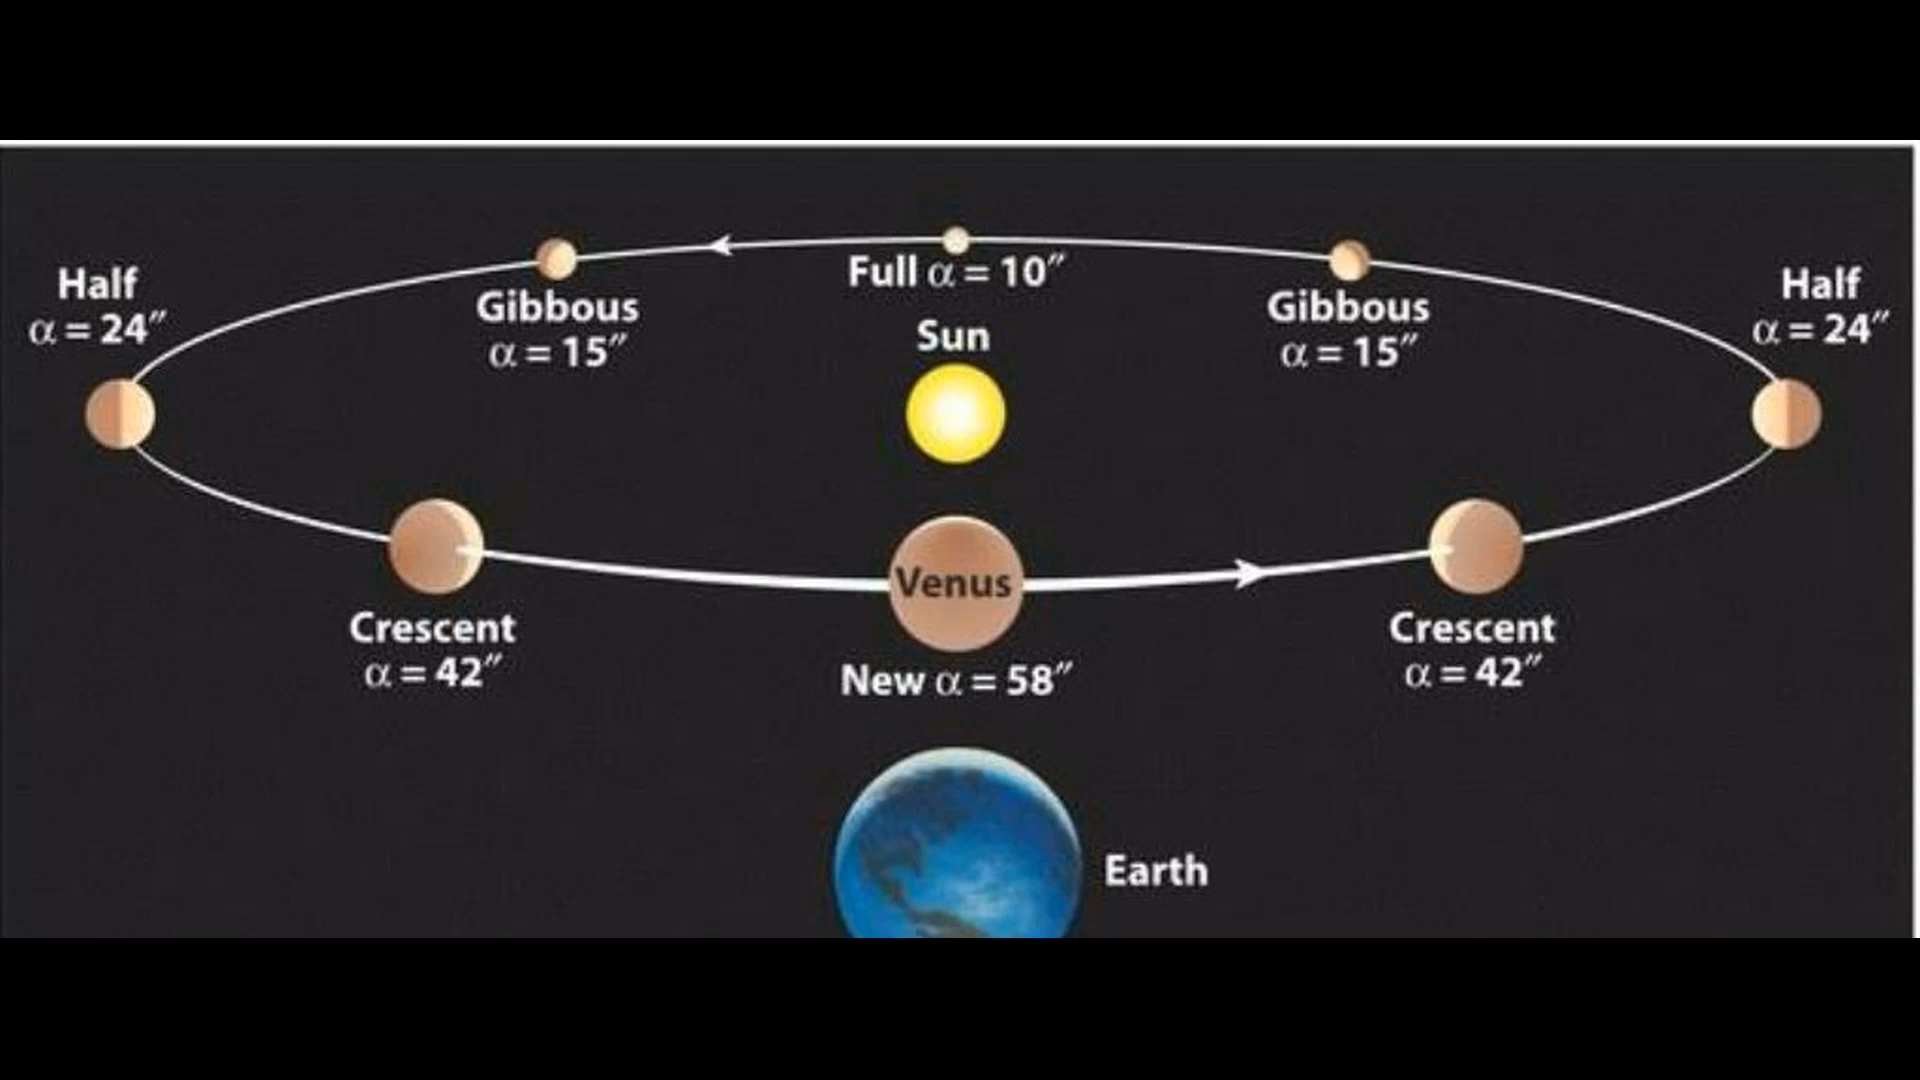 Half
α = 24″
Gibbous
α = 15″
Full α = 10″
Sun
Gibbous
α = 15″
Half
α = 24″
Crescent
α = 42″
Venus
New α = 58″
Crescent
α = 42″
Earth